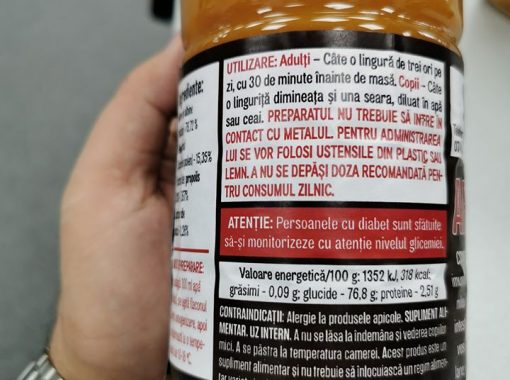 UTILIZARE: Adulți – Câte o lingură de trei ori pe
zi, cu 30 de minute înainte de masă. Copii – Câte
o linguriță dimineața și una seara, diluat în apă
sau ceai. PREPARATUL NU TREBUIE SĂ INTRE ÎN
CONTACT CU METALUL. PENTRU ADMINISTRAREA
LUI SE VOR FOLOSI USTENSILE DIN PLASTIC SAU
LEMN. A NU SE DEPĂȘI DOZA RECOMANDATĂ PEN-
TRU CONSUMUL ZILNIC.
ATENȚIE: Persoanele cu diabet sunt sfătuite
să-și monitorizeze cu atenție nivelul glicemiei.
Valoare energetică/100 g: 1352 kJ, 318 kcal;
grăsimi - 0,09 g; glucide - 76,8 g; proteine - 2,51 g
CONTRAINDICAȚII: Alergie la produsele apicole. SUPLIMENT ALI-
MENTAR. UZ INTERN. A nu se lăsa la îndemâna și vederea copiilor
mici. A se păstra la temperatura camerei. Acest produs este un
supliment alimentar și nu trebuie să înlocuiască un regim alimen-